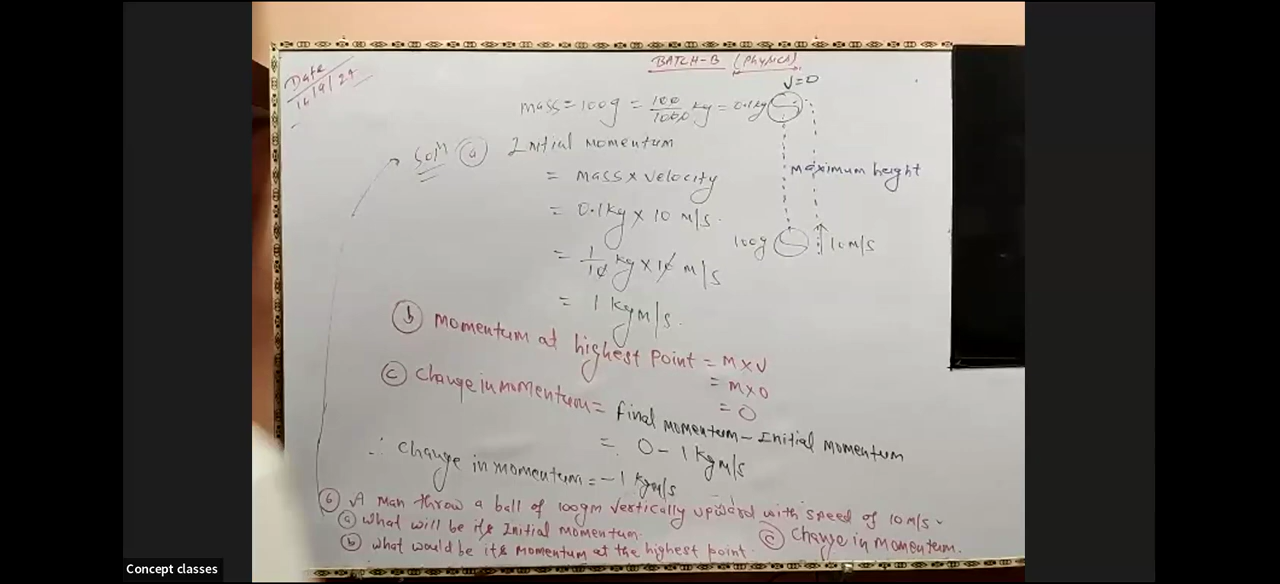 BATCH-B (Physics)
Date
16/9/24
V=0
mass = 100g = 100/1000 kg = 0.1kg
Solⁿ (a) Initial momentum
= mass x velocity
maximum height
= 0.1kg x 10 m/s.
100g 10 m/s
= 1/10 kg x 10 m/s
= 1 kgm/s.
(b) momentum at highest point = m x v
= m x 0
= 0
(c) Change in momentum = final momentum - Initial momentum
= 0 - 1 kgm/s
∴ Change in momentum = -1 kgm/s
(6) A man throw a ball of 100gm vertically upward with speed of 10 m/s.
(a) what will be its Initial momentum.
(c) Change in momentum.
(b) what would be its momentum at the highest point.
Concept classes